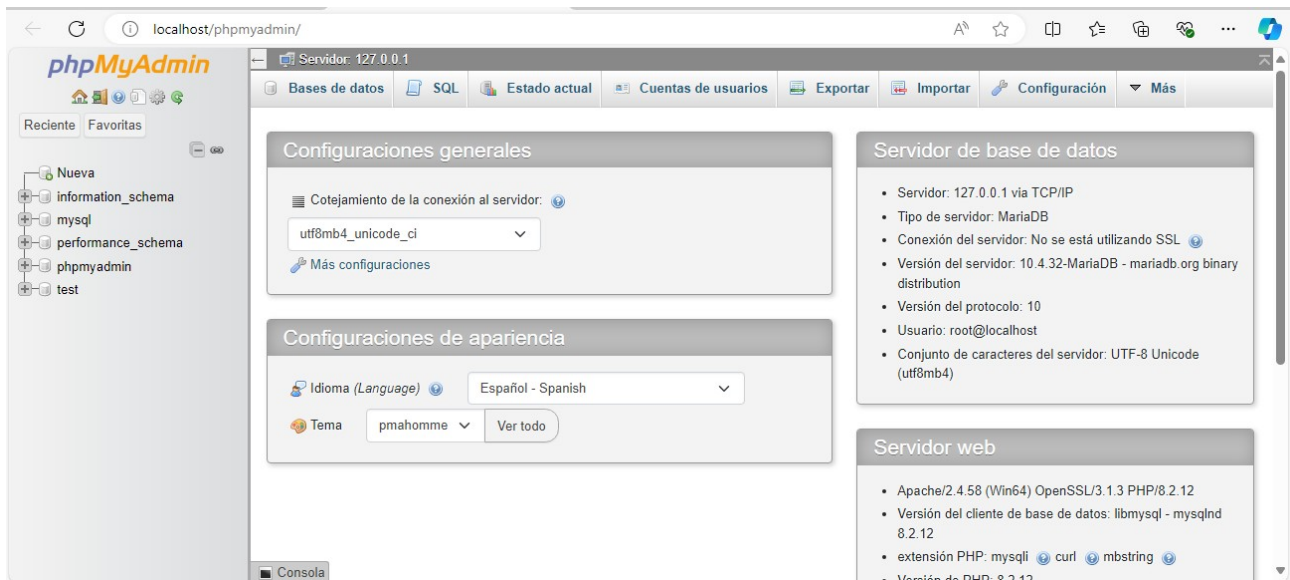 localhost/phpmyadmin/
phpMyAdmin
Reciente Favoritas
Nueva
information_schema
mysql
performance_schema
phpmyadmin
test
Servidor: 127.0.0.1
Bases de datos SQL Estado actual Cuentas de usuarios Exportar Importar Configuración Más
Configuraciones generales
Cotejamiento de la conexión al servidor:
utf8mb4_unicode_ci
Más configuraciones
Configuraciones de apariencia
Idioma (Language) Español - Spanish
Tema pmahomme Ver todo
Servidor de base de datos
• Servidor: 127.0.0.1 via TCP/IP
• Tipo de servidor: MariaDB
• Conexión del servidor: No se está utilizando SSL
• Versión del servidor: 10.4.32-MariaDB - mariadb.org binary
distribution
• Versión del protocolo: 10
• Usuario: root@localhost
• Conjunto de caracteres del servidor: UTF-8 Unicode
(utf8mb4)
Servidor web
• Apache/2.4.58 (Win64) OpenSSL/3.1.3 PHP/8.2.12
• Versión del cliente de base de datos: libmysql - mysqlnd
8.2.12
• extensión PHP: mysqli curl mbstring
• Versión de PHP: 8.2.12
Consola